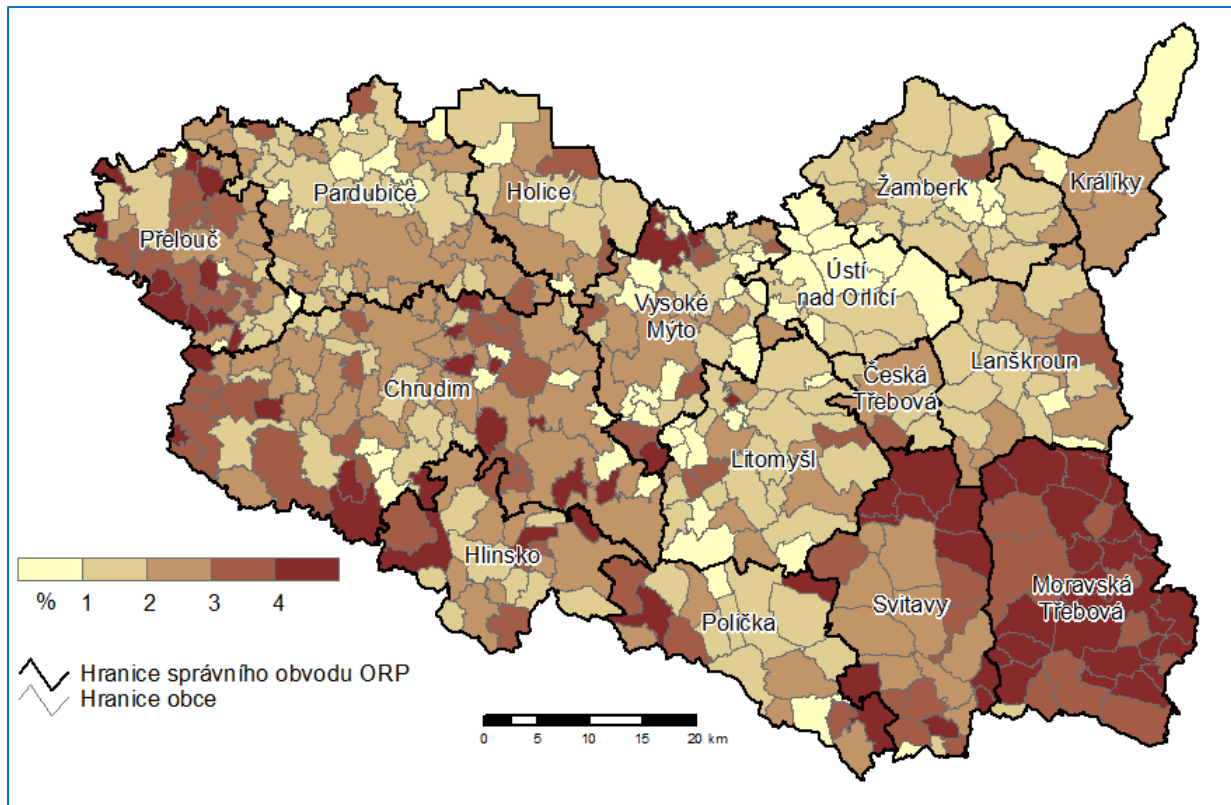 Pardubice
Holice
Žamberk
Králíky
Přelouč
Ústí
nad Orlicí
Vysoké
Mýto
Lanškroun
Chrudim
Česká
Třebová
Litomyšl
Hlinsko
Svitavy
Moravská
Třebová
Polička
% 1 2 3 4
Hranice správního obvodu ORP
Hranice obce
0 5 10 15 20 km